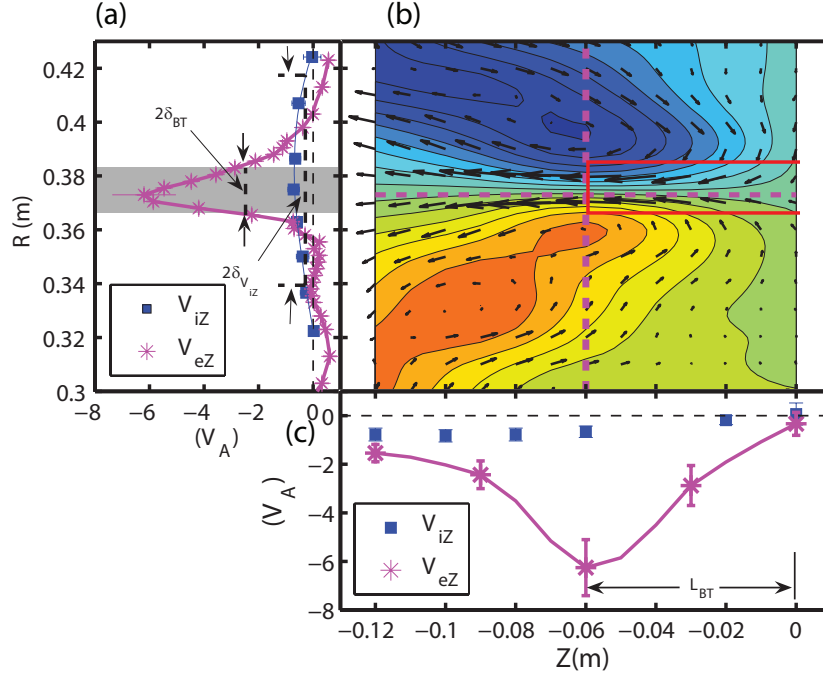 (a)
(b)
0.42
0.4
0.38
0.36
0.34
0.32
0.3
R (m)
2δBT
2δViZ
ViZ
VeZ
−8 −6 −4 −2 0
(VA)
(c)
0
−2
−4
−6
−8
(VA)
ViZ
VeZ
LBT
−0.12 −0.1 −0.08 −0.06 −0.04 −0.02 0
Z(m)